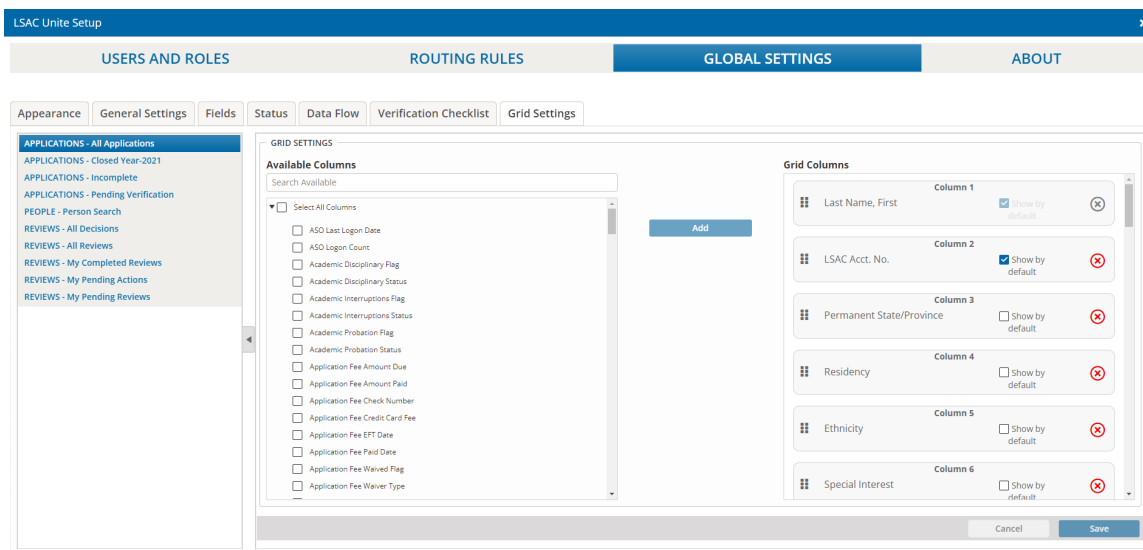 LSAC Unite Setup
USERS AND ROLES
ROUTING RULES
GLOBAL SETTINGS
ABOUT
Appearance
General Settings
Fields
Status
Data Flow
Verification Checklist
Grid Settings
APPLICATIONS - All Applications
APPLICATIONS - Closed Year-2021
APPLICATIONS - Incomplete
APPLICATIONS - Pending Verification
PEOPLE - Person Search
REVIEWS - All Decisions
REVIEWS - All Reviews
REVIEWS - My Completed Reviews
REVIEWS - My Pending Actions
REVIEWS - My Pending Reviews
GRID SETTINGS
Available Columns
Search Available
Select All Columns
ASO Last Logon Date
ASO Logon Count
Academic Disciplinary Flag
Academic Disciplinary Status
Academic Interruptions Flag
Academic Interruptions Status
Academic Probation Flag
Academic Probation Status
Application Fee Amount Due
Application Fee Amount Paid
Application Fee Check Number
Application Fee Credit Card Fee
Application Fee EFT Date
Application Fee Paid Date
Application Fee Waived Flag
Application Fee Waiver Type
Add
Grid Columns
Column 1
Last Name, First
Show by
default
Column 2
LSAC Acct. No.
Show by
default
Column 3
Permanent State/Province
Show by
default
Column 4
Residency
Show by
default
Column 5
Ethnicity
Show by
default
Column 6
Special Interest
Show by
default
Cancel
Save